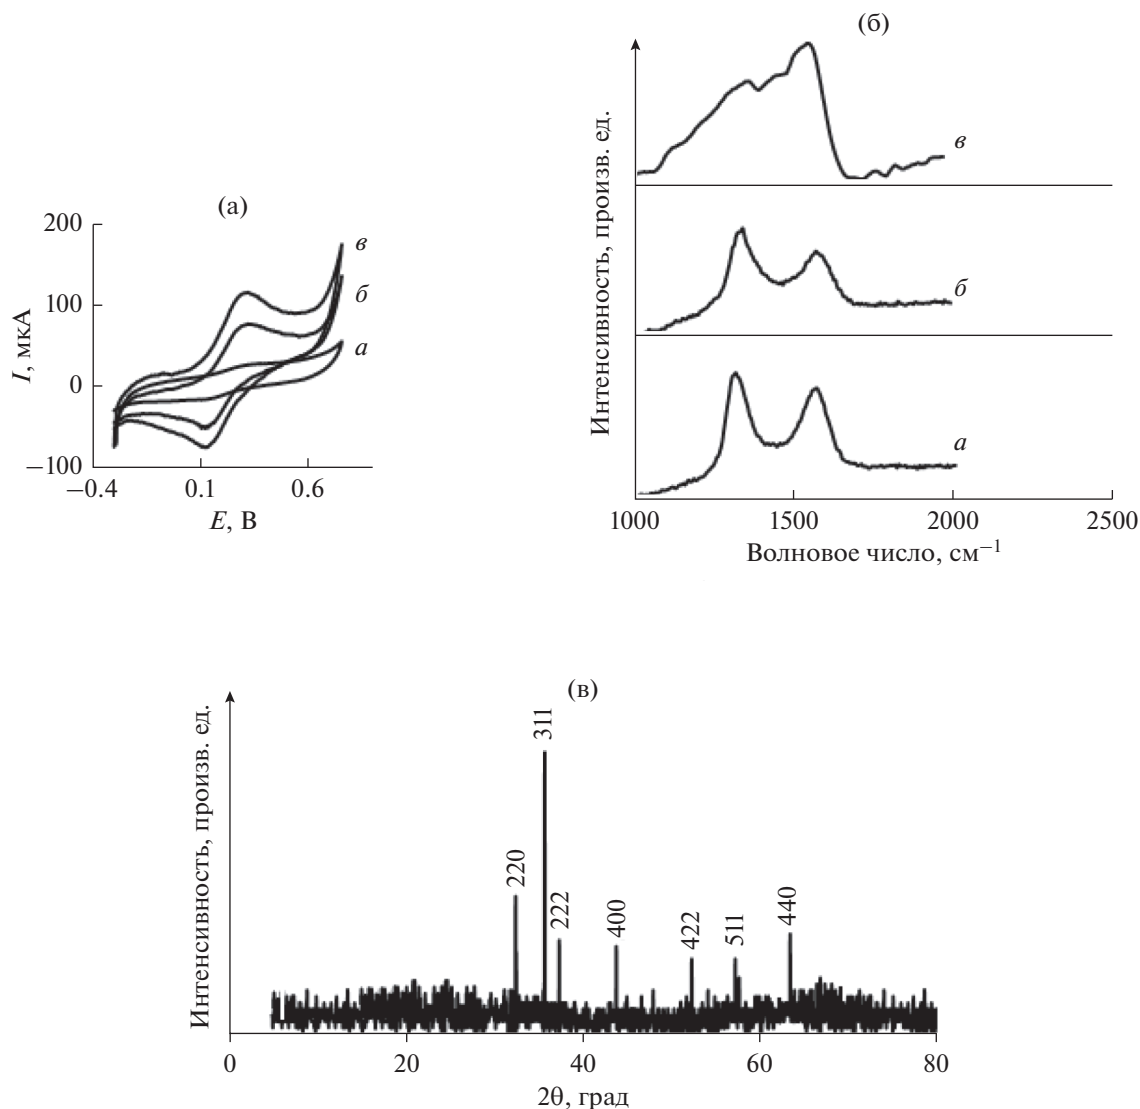 (а)
200
100
0
−100
−0.4
0.1
0.6
I, мкА
E, В
в
б
а
(б)
Интенсивность, произв. ед.
в
б
а
1000
1500
2000
2500
Волновое число, см⁻¹
(в)
Интенсивность, произв. ед.
220
311
222
400
422
511
440
0
20
40
60
80
2θ, град